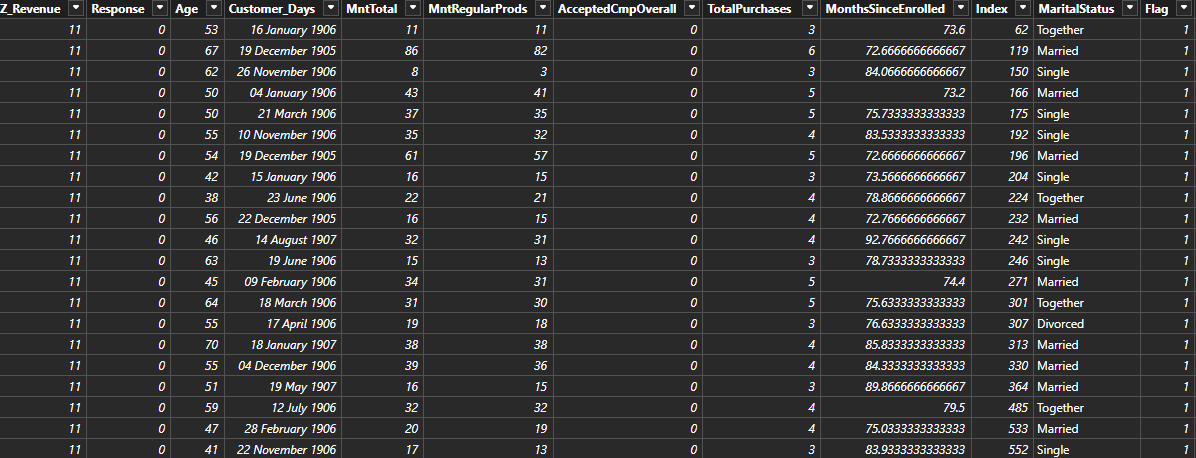 Z_Revenue Response Age Customer_Days MntTotal MntRegularProds AcceptedCmpOverall TotalPurchases MonthsSinceEnrolled Index MaritalStatus Flag
11 0 53 16 January 1906 11 11 0 3 73.6 62 Together 1
11 0 67 19 December 1905 86 82 0 6 72.6666666666667 119 Married 1
11 0 62 26 November 1906 8 3 0 3 84.0666666666667 150 Single 1
11 0 50 04 January 1906 43 41 0 5 73.2 166 Married 1
11 0 50 21 March 1906 37 35 0 5 75.7333333333333 175 Single 1
11 0 55 10 November 1906 35 32 0 4 83.5333333333333 192 Single 1
11 0 54 19 December 1905 61 57 0 5 72.6666666666667 196 Married 1
11 0 42 15 January 1906 16 15 0 3 73.5666666666667 204 Single 1
11 0 38 23 June 1906 22 21 0 4 78.8666666666667 224 Together 1
11 0 56 22 December 1905 16 15 0 4 72.7666666666667 232 Married 1
11 0 46 14 August 1907 32 31 0 4 92.7666666666667 242 Single 1
11 0 63 19 June 1906 15 13 0 3 78.7333333333333 246 Single 1
11 0 45 09 February 1906 34 31 0 5 74.4 271 Married 1
11 0 64 18 March 1906 31 30 0 5 75.6333333333333 301 Together 1
11 0 55 17 April 1906 19 18 0 3 76.6333333333333 307 Divorced 1
11 0 70 18 January 1907 38 38 0 4 85.8333333333333 313 Married 1
11 0 55 04 December 1906 39 36 0 4 84.3333333333333 330 Married 1
11 0 51 19 May 1907 16 15 0 3 89.8666666666667 364 Married 1
11 0 59 12 July 1906 32 32 0 4 79.5 485 Together 1
11 0 47 28 February 1906 20 19 0 4 75.0333333333333 533 Married 1
11 0 41 22 November 1906 17 13 0 3 83.9333333333333 552 Single 1